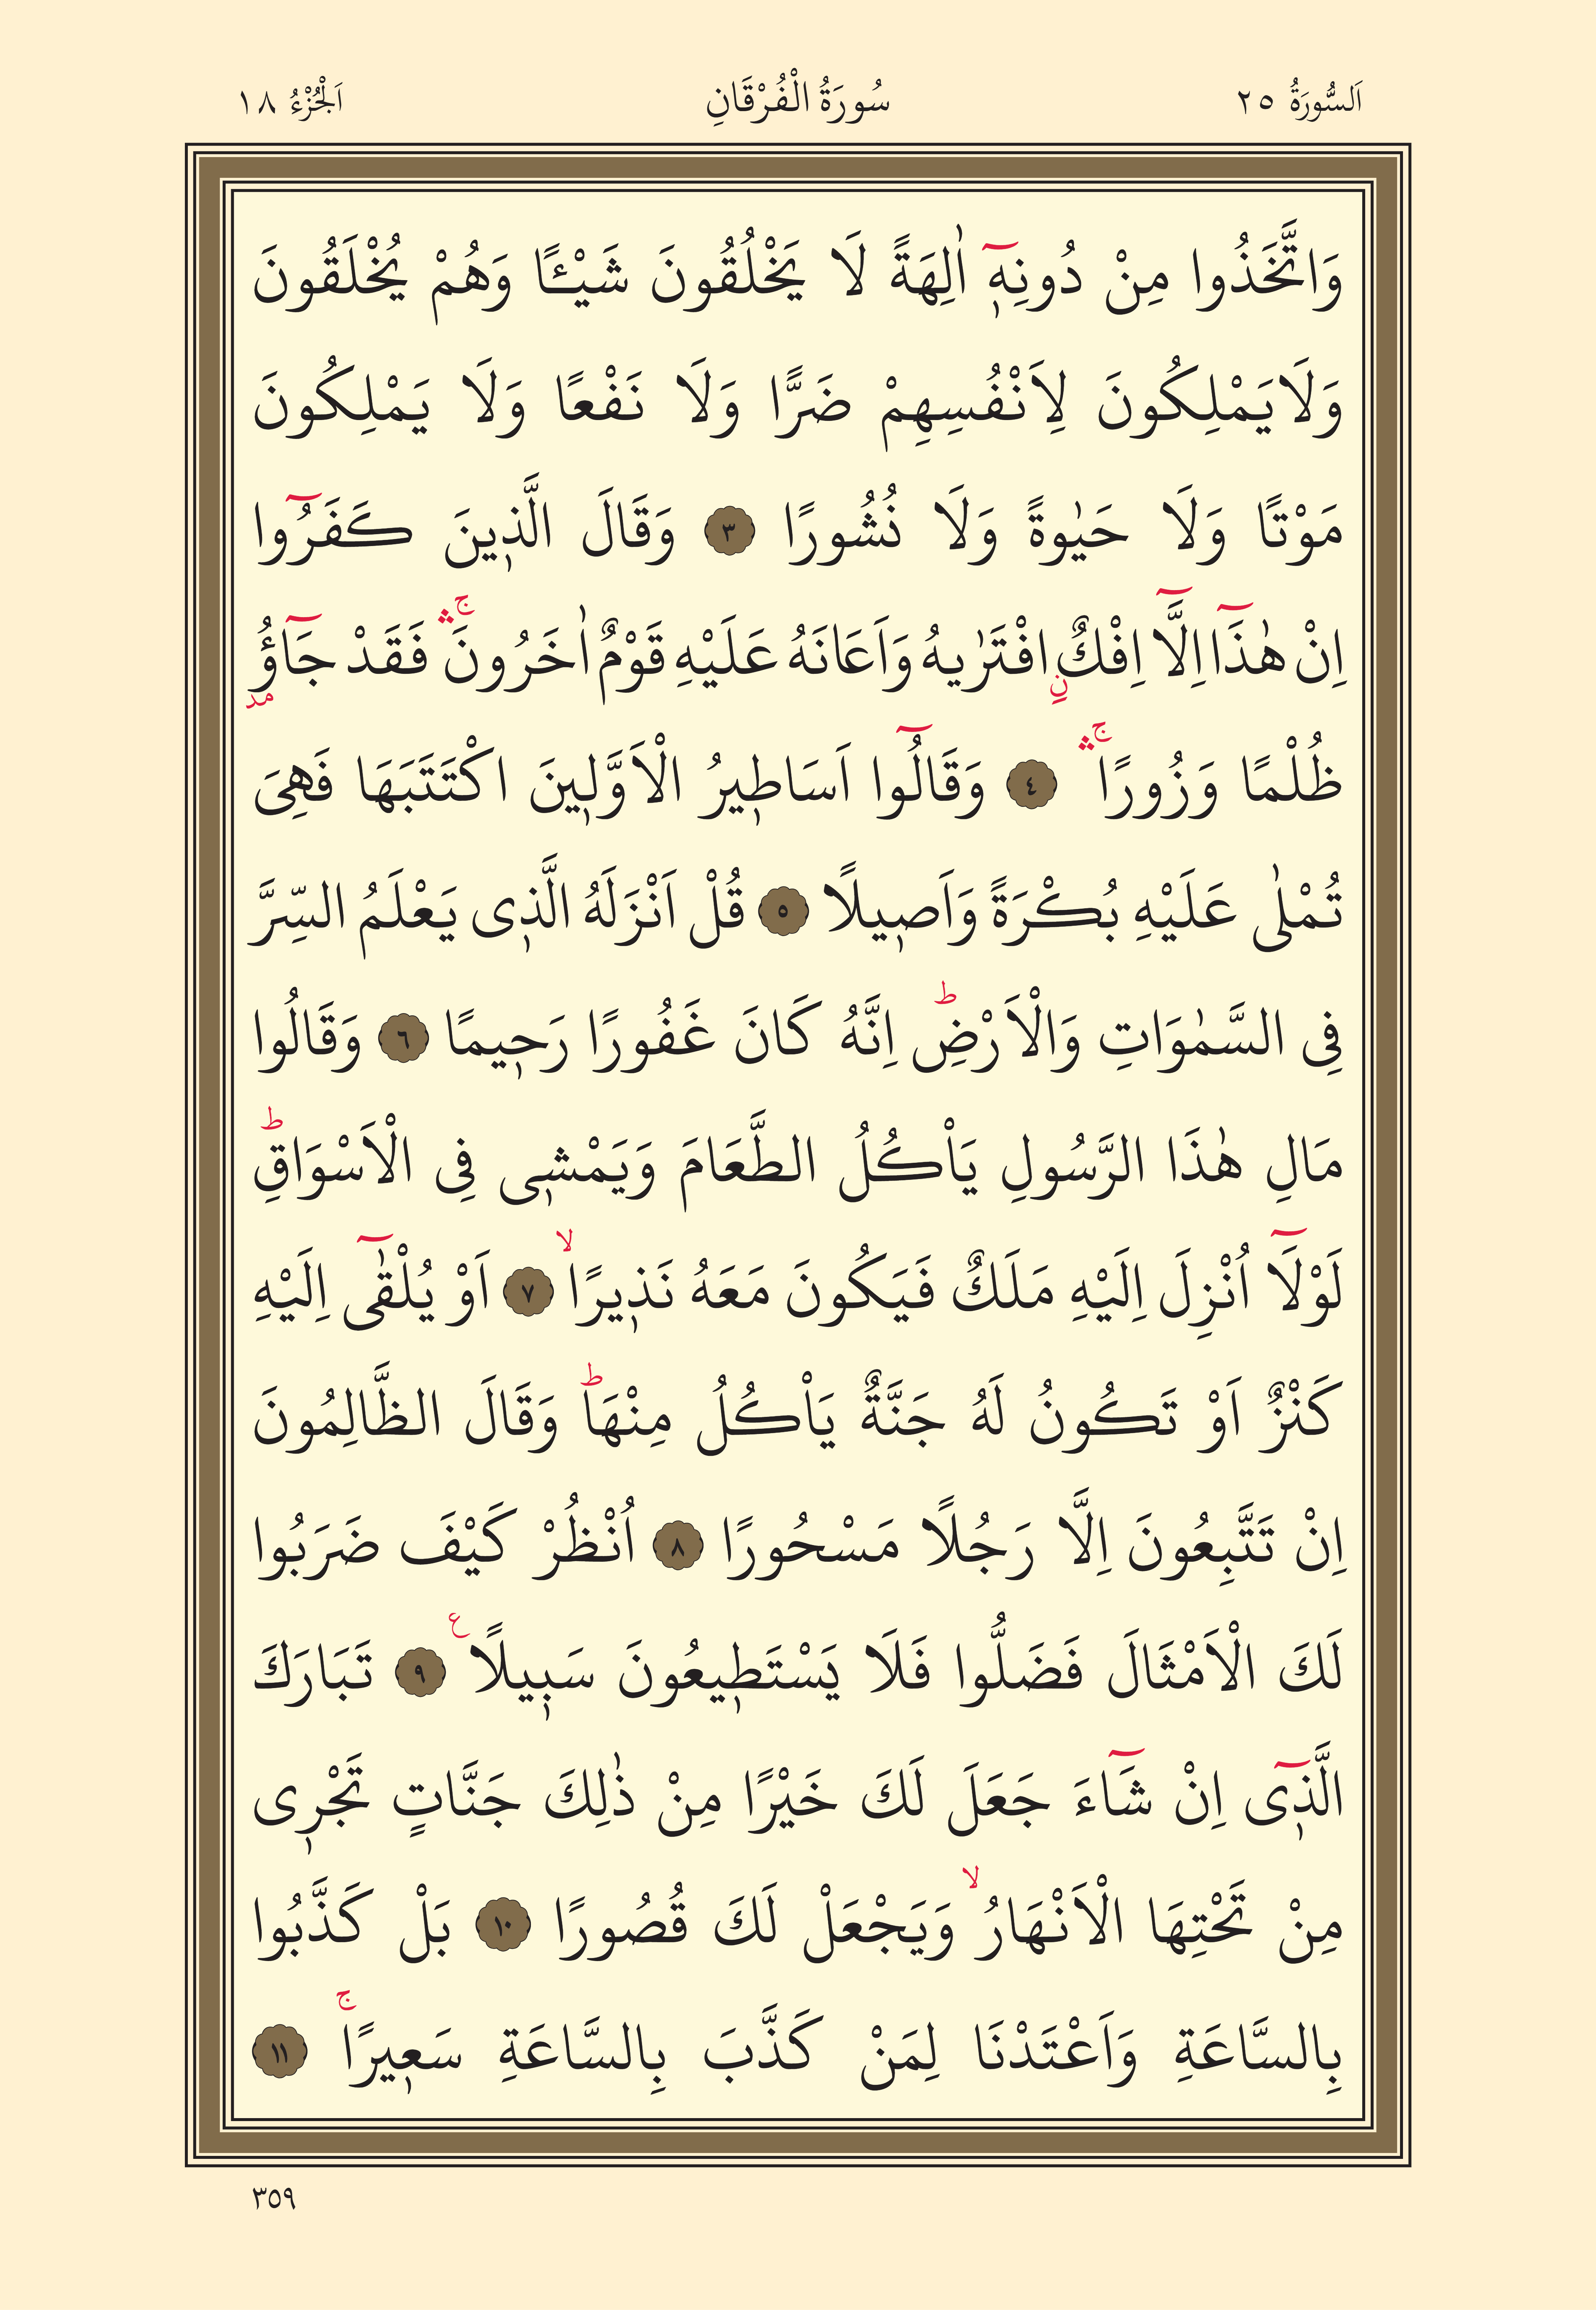 اَلسُّورَةُ ٢٥ سُورَةُ الْفُرْقَانِ اَلْجُزْءُ ١٨
وَاتَّخَذُوا مِنْ دُونِه۪ٓ اٰلِهَةً لَا يَخْلُقُونَ شَيْـًٔا وَهُمْ يُخْلَقُونَ
وَلَا يَمْلِكُونَ لِاَنْفُسِهِمْ ضَرًّا وَلَا نَفْعًا وَلَا يَمْلِكُونَ
مَوْتًا وَلَا حَيٰوةً وَلَا نُشُورًا ٣ وَقَالَ الَّذ۪ينَ كَفَرُٓوا
اِنْ هٰذَٓا اِلَّٓا اِفْكٌۨ افْتَرٰيهُ وَاَعَانَهُ عَلَيْهِ قَوْمٌ اٰخَرُونَۚۛ فَقَدْ جَٓاؤُ۫
ظُلْمًا وَزُورًاۚۛ ٤ وَقَالُٓوا اَسَاط۪يرُ الْاَوَّل۪ينَ اكْتَتَبَهَا فَهِيَ
تُمْلٰى عَلَيْهِ بُكْرَةً وَاَص۪يلًا ٥ قُلْ اَنْزَلَهُ الَّذ۪ى يَعْلَمُ السِّرَّ
فِى السَّمٰوَاتِ وَالْاَرْضِۜ اِنَّهُ كَانَ غَفُورًا رَح۪يمًا ٦ وَقَالُوا
مَالِ هٰذَا الرَّسُولِ يَاْكُلُ الطَّعَامَ وَيَمْش۪ى فِى الْاَسْوَاقِۜ
لَوْلَٓا اُنْزِلَ اِلَيْهِ مَلَكٌ فَيَكُونَ مَعَهُ نَذ۪يرًاۙ ٧ اَوْ يُلْقٰٓى اِلَيْهِ
كَنْزٌ اَوْ تَكُونُ لَهُ جَنَّةٌ يَاْكُلُ مِنْهَاۜ وَقَالَ الظَّالِمُونَ
اِنْ تَتَّبِعُونَ اِلَّا رَجُلًا مَسْحُورًا ٨ اُنْظُرْ كَيْفَ ضَرَبُوا
لَكَ الْاَمْثَالَ فَضَلُّوا فَلَا يَسْتَط۪يعُونَ سَب۪يلًا ع ٩ تَبَارَكَ
الَّذ۪ٓى اِنْ شَٓاءَ جَعَلَ لَكَ خَيْرًا مِنْ ذٰلِكَ جَنَّاتٍ تَجْر۪ى
مِنْ تَحْتِهَا الْاَنْهَارُۙ وَيَجْعَلْ لَكَ قُصُورًا ١٠ بَلْ كَذَّبُوا
بِالسَّاعَةِ وَاَعْتَدْنَا لِمَنْ كَذَّبَ بِالسَّاعَةِ سَع۪يرًاۚ ١١
٣٥٩